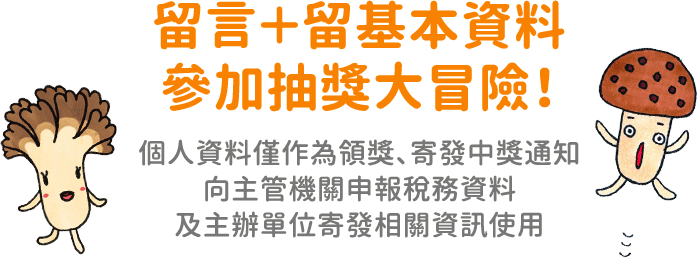 留言＋留基本資料
參加抽獎大冒險！
個人資料僅作為領獎、寄發中獎通知
向主管機關申報稅務資料
及主辦單位寄發相關資訊使用